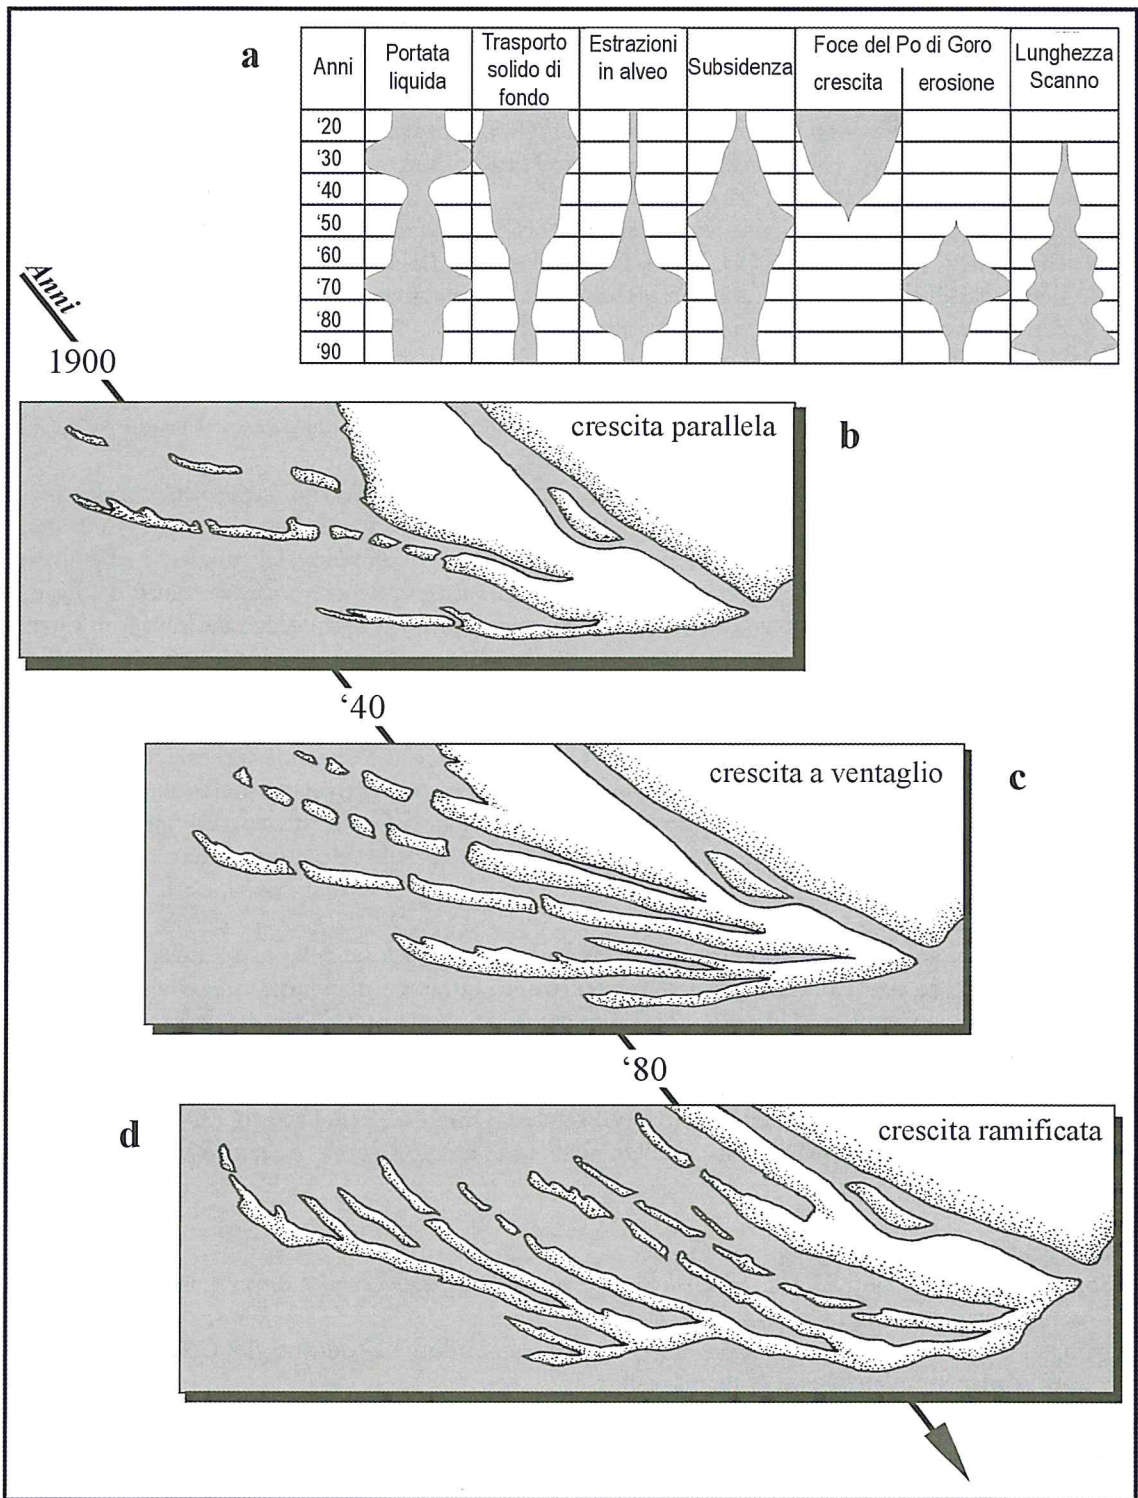 a
Anni
Portata
liquida
Trasporto
solido di
fondo
Estrazioni
in alveo
Subsidenza
Foce del Po di Goro
crescita
erosione
Lunghezza
Scanno
‘20
‘30
‘40
‘50
‘60
‘70
‘80
‘90
Anni
1900
crescita parallela
b
‘40
crescita a ventaglio
c
‘80
d
crescita ramificata